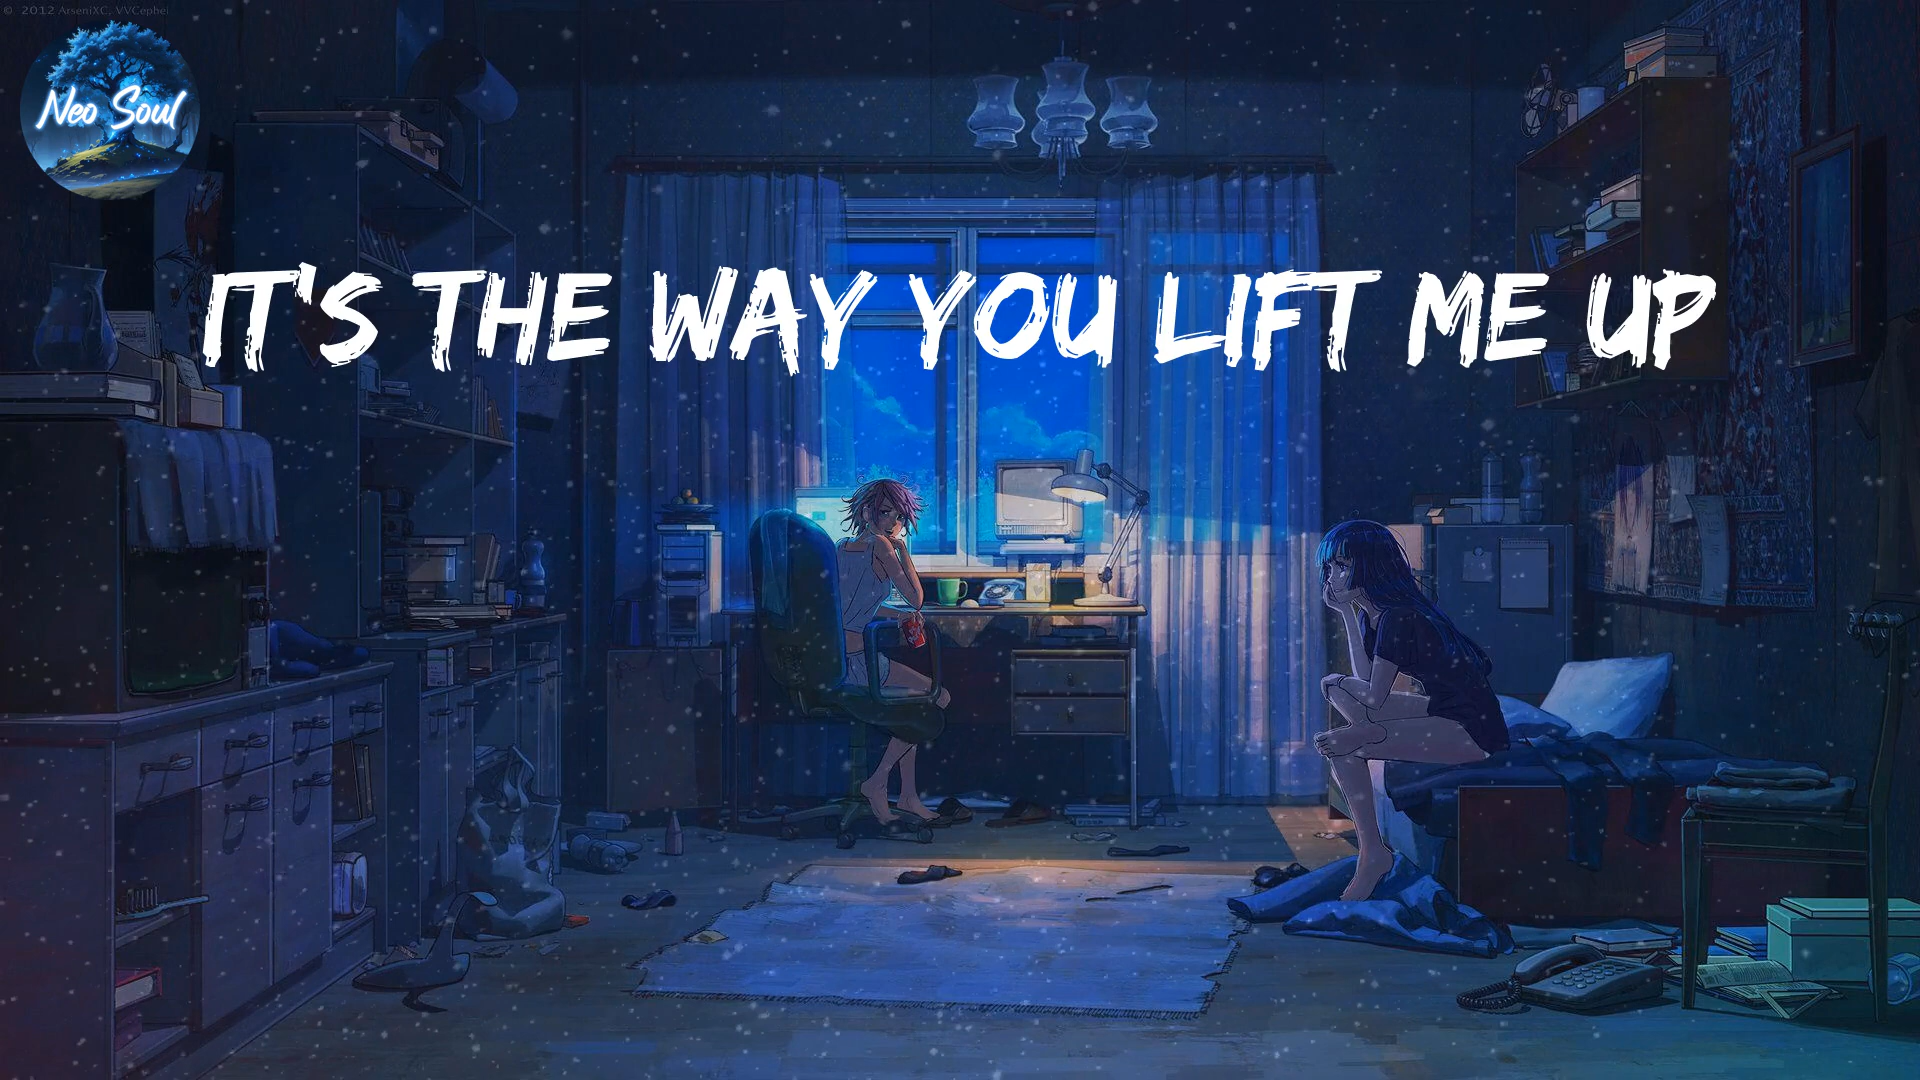 © 2012 ArseniXC, VVCephei
Neo Soul
IT'S THE WAY YOU LIFT ME UP